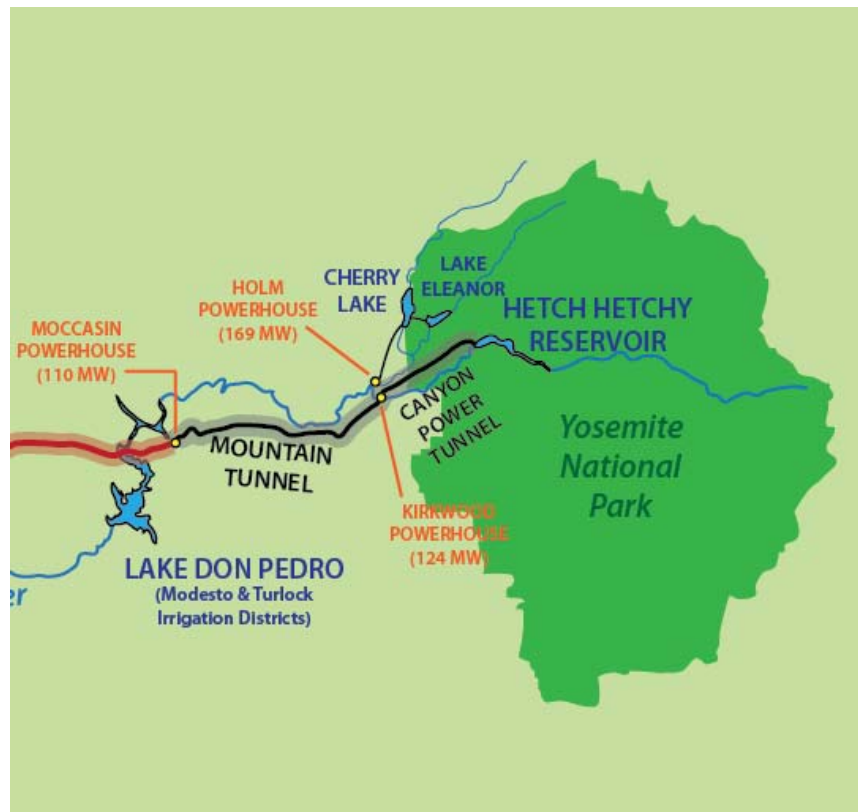 HOLM
POWERHOUSE
(169 MW)
CHERRY
LAKE
LAKE
ELEANOR
HETCH HETCHY
RESERVOIR
MOCCASIN
POWERHOUSE
(110 MW)
CANYON
POWER
TUNNEL
MOUNTAIN
TUNNEL
Yosemite
National
Park
KIRKWOOD
POWERHOUSE
(124 MW)
LAKE DON PEDRO
(Modesto & Turlock
Irrigation Districts)
er